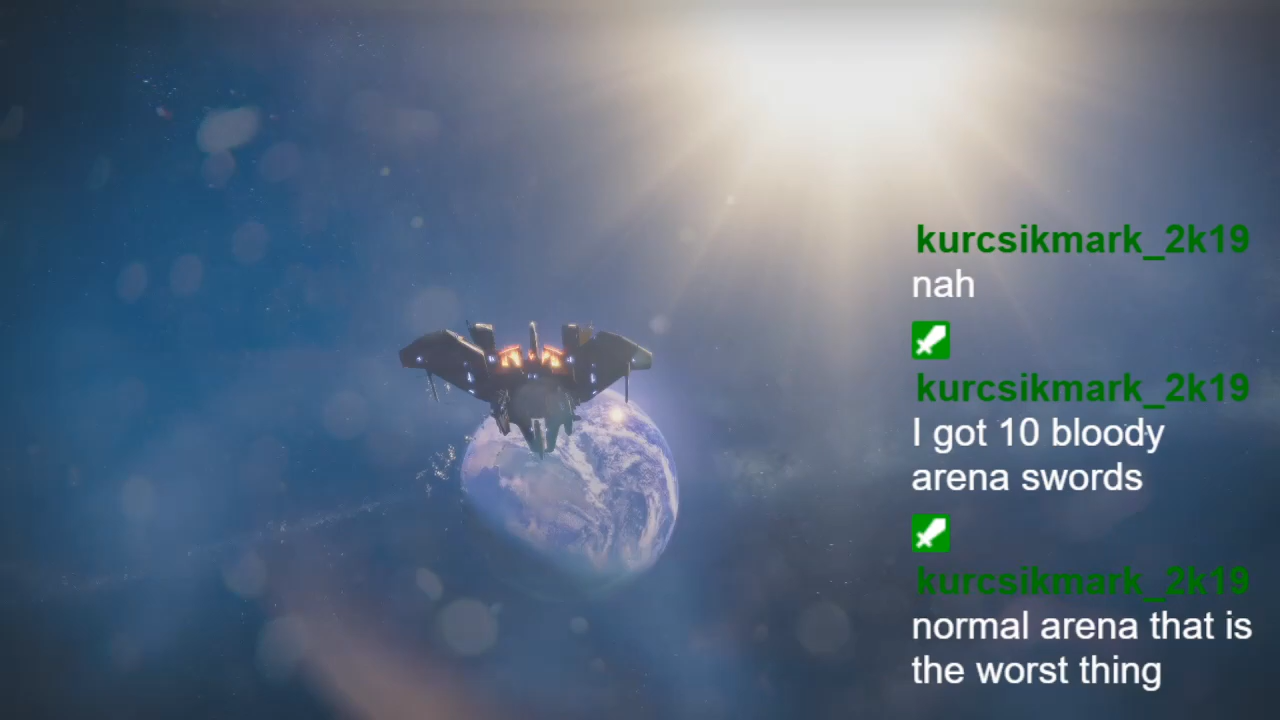 kurcsikmark_2k19
nah
kurcsikmark_2k19
I got 10 bloody
arena swords
kurcsikmark_2k19
normal arena that is
the worst thing